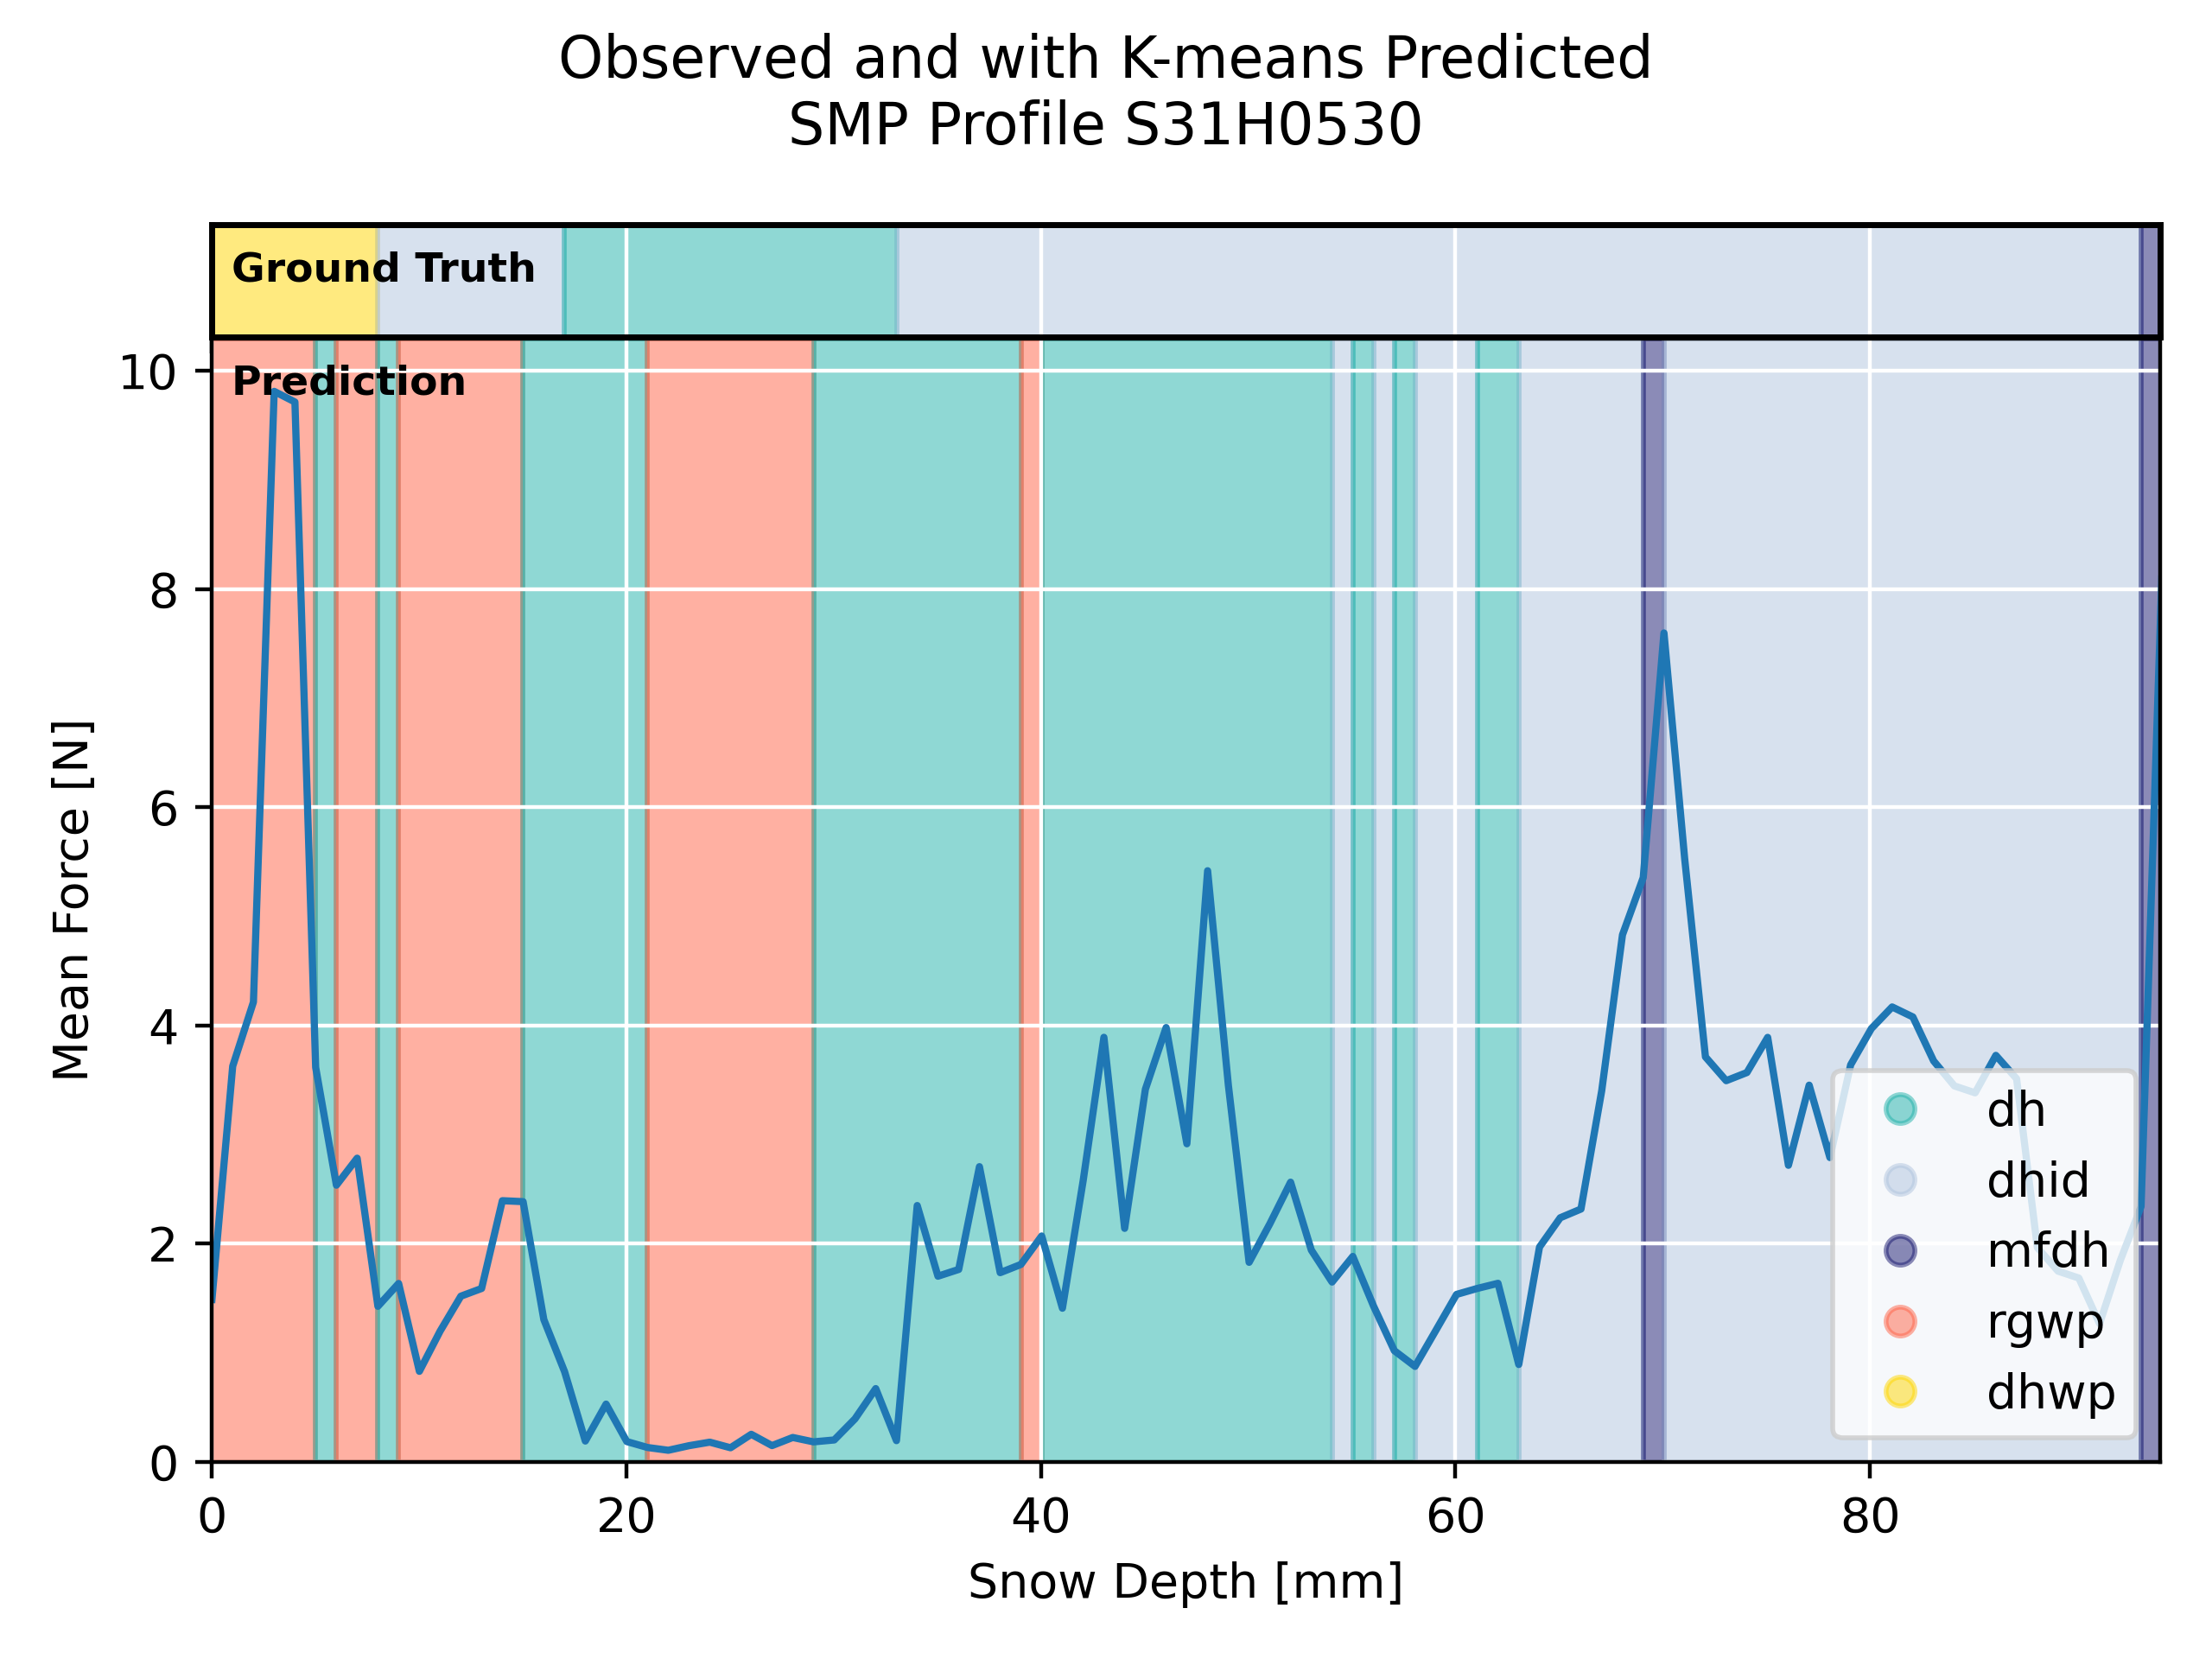 Observed and with K-means Predicted
SMP Profile S31H0530
Ground Truth
Prediction
10
8
6
4
2
0
Mean Force [N]
0 20 40 60 80
Snow Depth [mm]
dh
dhid
mfdh
rgwp
dhwp